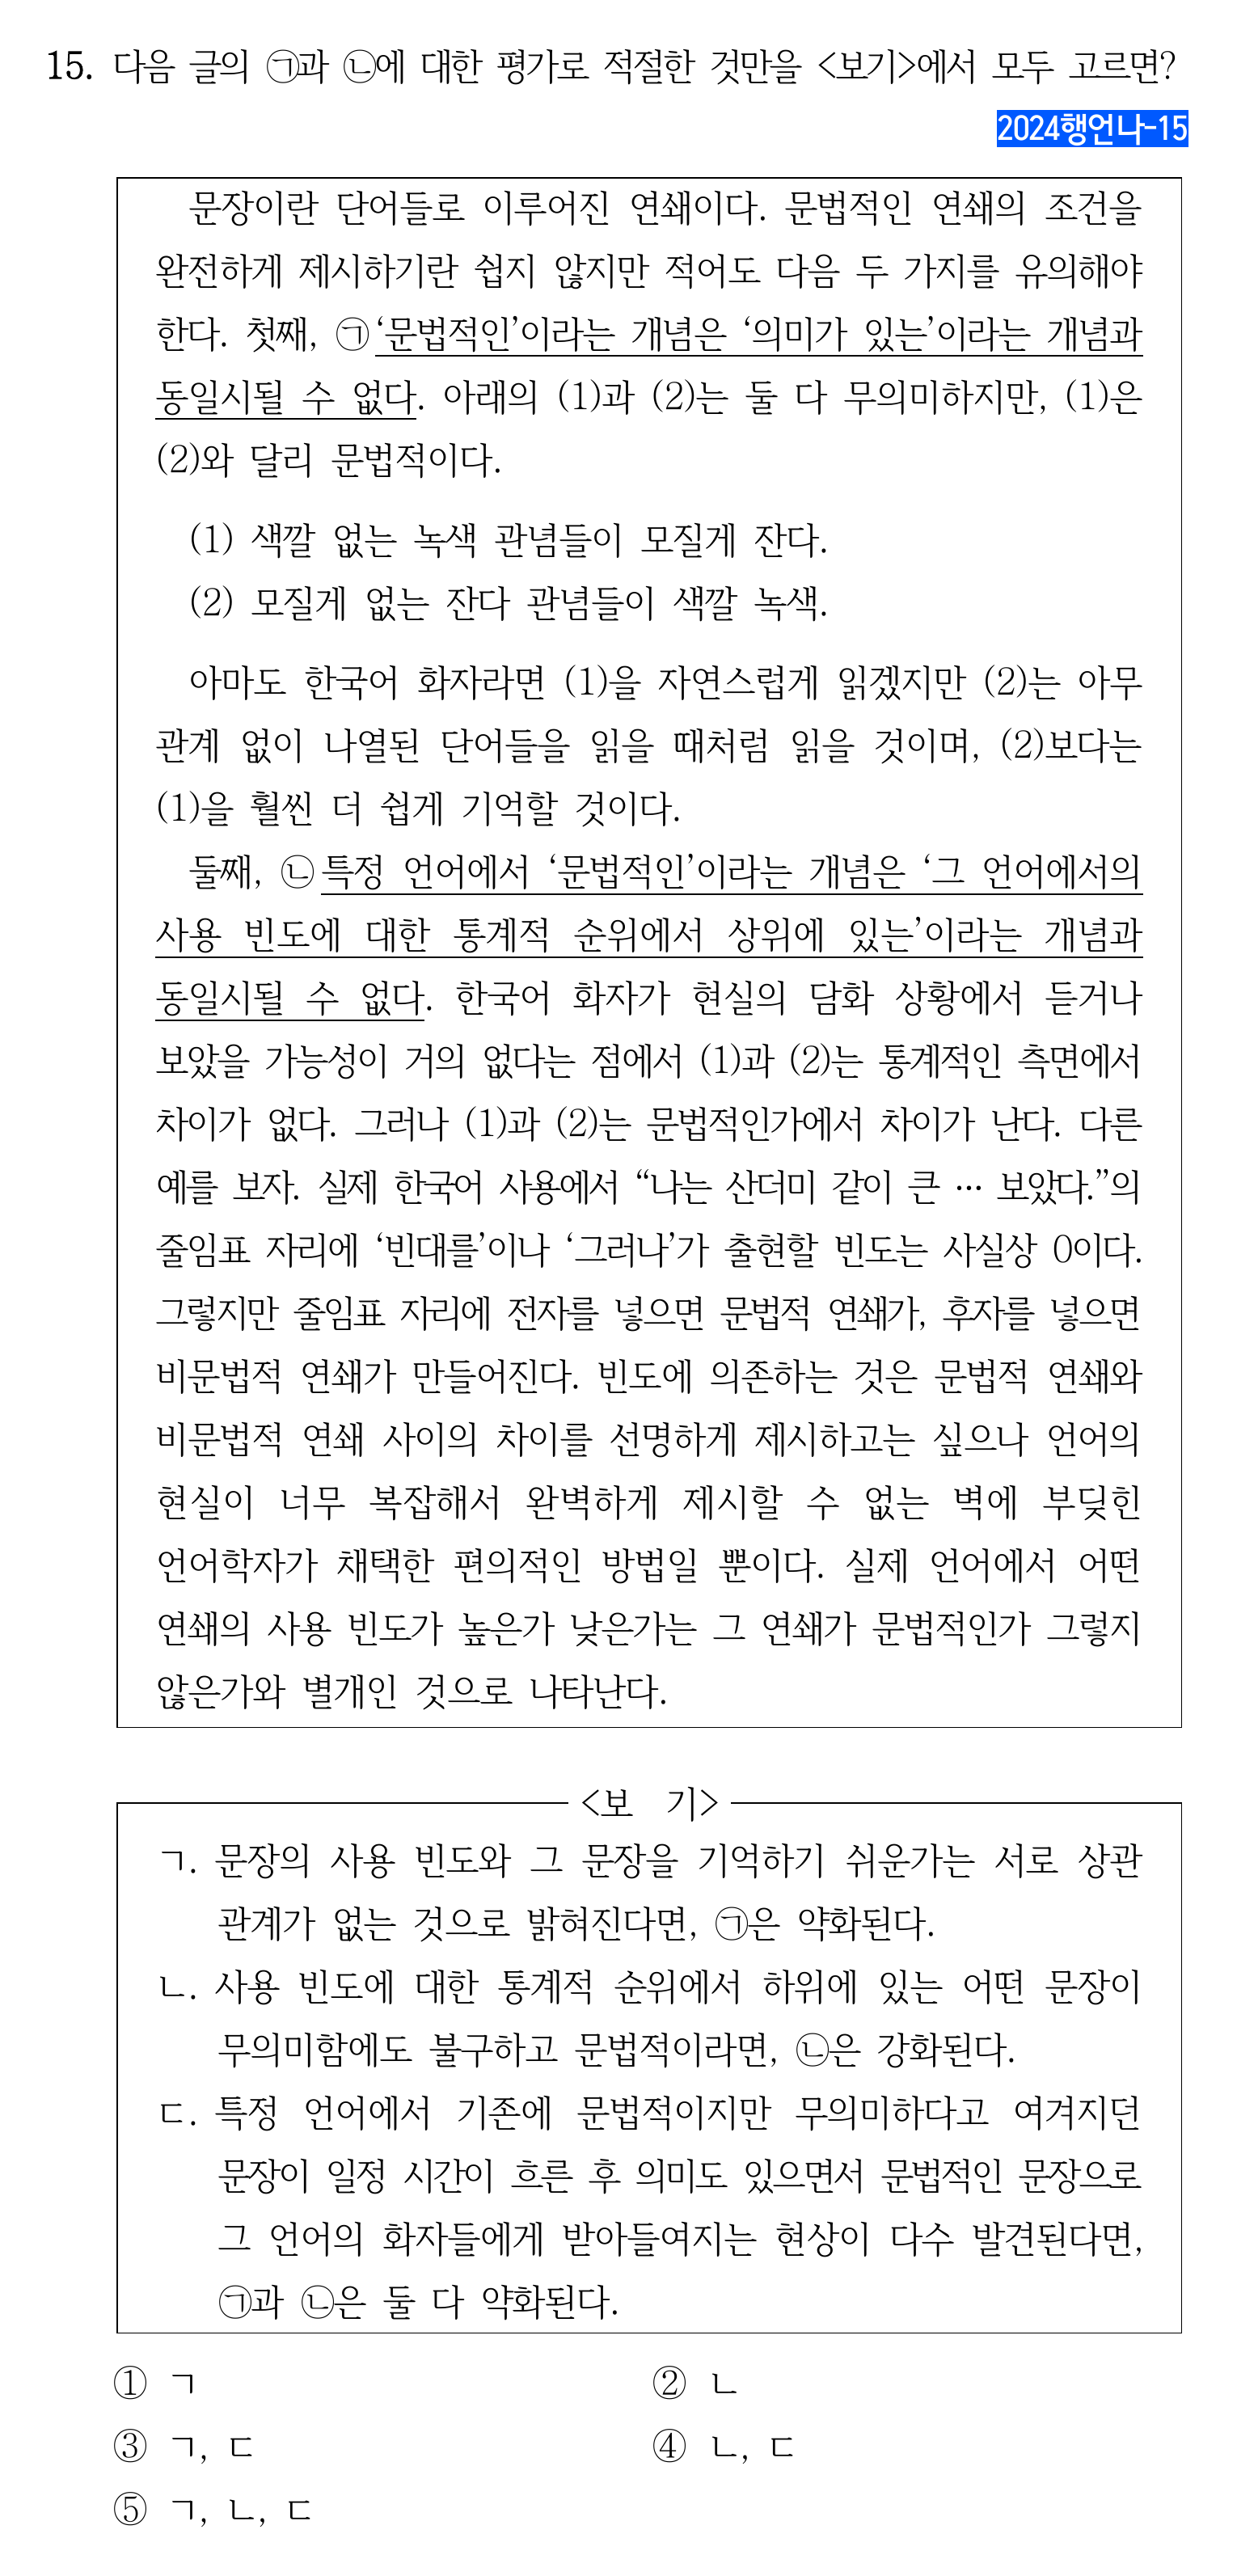 15. 다음 글의 ㉠과 ㉡에 대한 평가로 적절한 것만을 <보기>에서 모두 고르면?
2024행언나-15
문장이란 단어들로 이루어진 연쇄이다. 문법적인 연쇄의 조건을
완전하게 제시하기란 쉽지 않지만 적어도 다음 두 가지를 유의해야
한다. 첫째, ㉠‘문법적인’이라는 개념은 ‘의미가 있는’이라는 개념과
동일시될 수 없다. 아래의 (1)과 (2)는 둘 다 무의미하지만, (1)은
(2)와 달리 문법적이다.
(1) 색깔 없는 녹색 관념들이 모질게 잔다.
(2) 모질게 없는 잔다 관념들이 색깔 녹색.
아마도 한국어 화자라면 (1)을 자연스럽게 읽겠지만 (2)는 아무
관계 없이 나열된 단어들을 읽을 때처럼 읽을 것이며, (2)보다는
(1)을 훨씬 더 쉽게 기억할 것이다.
둘째, ㉡특정 언어에서 ‘문법적인’이라는 개념은 ‘그 언어에서의
사용 빈도에 대한 통계적 순위에서 상위에 있는’이라는 개념과
동일시될 수 없다. 한국어 화자가 현실의 담화 상황에서 듣거나
보았을 가능성이 거의 없다는 점에서 (1)과 (2)는 통계적인 측면에서
차이가 없다. 그러나 (1)과 (2)는 문법적인가에서 차이가 난다. 다른
예를 보자. 실제 한국어 사용에서 “나는 산더미 같이 큰 … 보았다.”의
줄임표 자리에 ‘빈대를’이나 ‘그러나’가 출현할 빈도는 사실상 0이다.
그렇지만 줄임표 자리에 전자를 넣으면 문법적 연쇄가, 후자를 넣으면
비문법적 연쇄가 만들어진다. 빈도에 의존하는 것은 문법적 연쇄와
비문법적 연쇄 사이의 차이를 선명하게 제시하고는 싶으나 언어의
현실이 너무 복잡해서 완벽하게 제시할 수 없는 벽에 부딪힌
언어학자가 채택한 편의적인 방법일 뿐이다. 실제 언어에서 어떤
연쇄의 사용 빈도가 높은가 낮은가는 그 연쇄가 문법적인가 그렇지
않은가와 별개인 것으로 나타난다.
<보 기>
ㄱ. 문장의 사용 빈도와 그 문장을 기억하기 쉬운가는 서로 상관
관계가 없는 것으로 밝혀진다면, ㉠은 약화된다.
ㄴ. 사용 빈도에 대한 통계적 순위에서 하위에 있는 어떤 문장이
무의미함에도 불구하고 문법적이라면, ㉡은 강화된다.
ㄷ. 특정 언어에서 기존에 문법적이지만 무의미하다고 여겨지던
문장이 일정 시간이 흐른 후 의미도 있으면서 문법적인 문장으로
그 언어의 화자들에게 받아들여지는 현상이 다수 발견된다면,
㉠과 ㉡은 둘 다 약화된다.
① ㄱ
② ㄴ
③ ㄱ, ㄷ
④ ㄴ, ㄷ
⑤ ㄱ, ㄴ, ㄷ